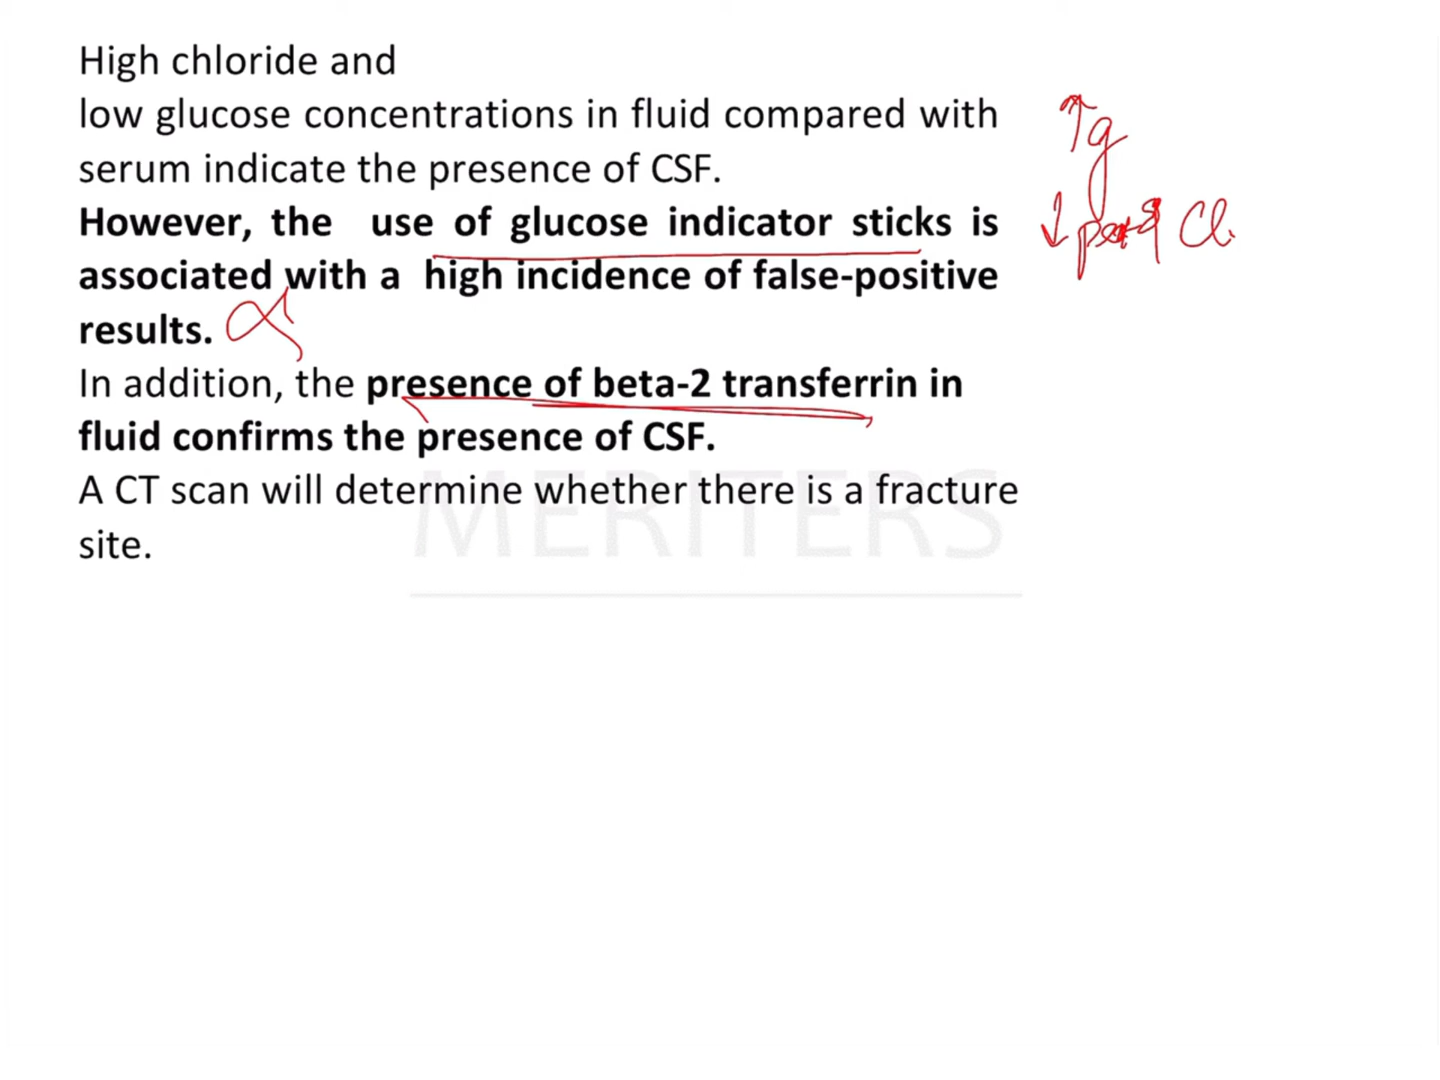 High chloride and
low glucose concentrations in fluid compared with
serum indicate the presence of CSF.
However, the use of glucose indicator sticks is
associated with a high incidence of false-positive
results.
In addition, the presence of beta-2 transferrin in
fluid confirms the presence of CSF.
A CT scan will determine whether there is a fracture
site.
MERITERS
↑g
↓ Cl.